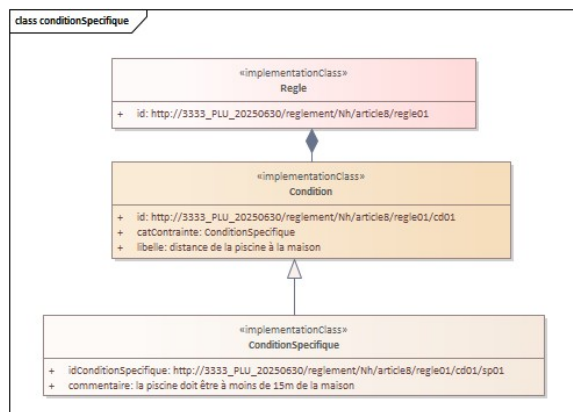 class conditionSpecifique
«implementationClass»
Regle
+ id: http://3333_PLU_20250630/reglement/Nh/article8/regle01
«implementationClass»
Condition
+ id: http://3333_PLU_20250630/reglement/Nh/article8/regle01/cd01
+ catContrainte: ConditionSpecifique
+ libelle: distance de la piscine à la maison
«implementationClass»
ConditionSpecifique
+ idConditionSpecifique: http://3333_PLU_20250630/reglement/Nh/article8/regle01/cd01/sp01
+ commentaire: la piscine doit être à moins de 15m de la maison